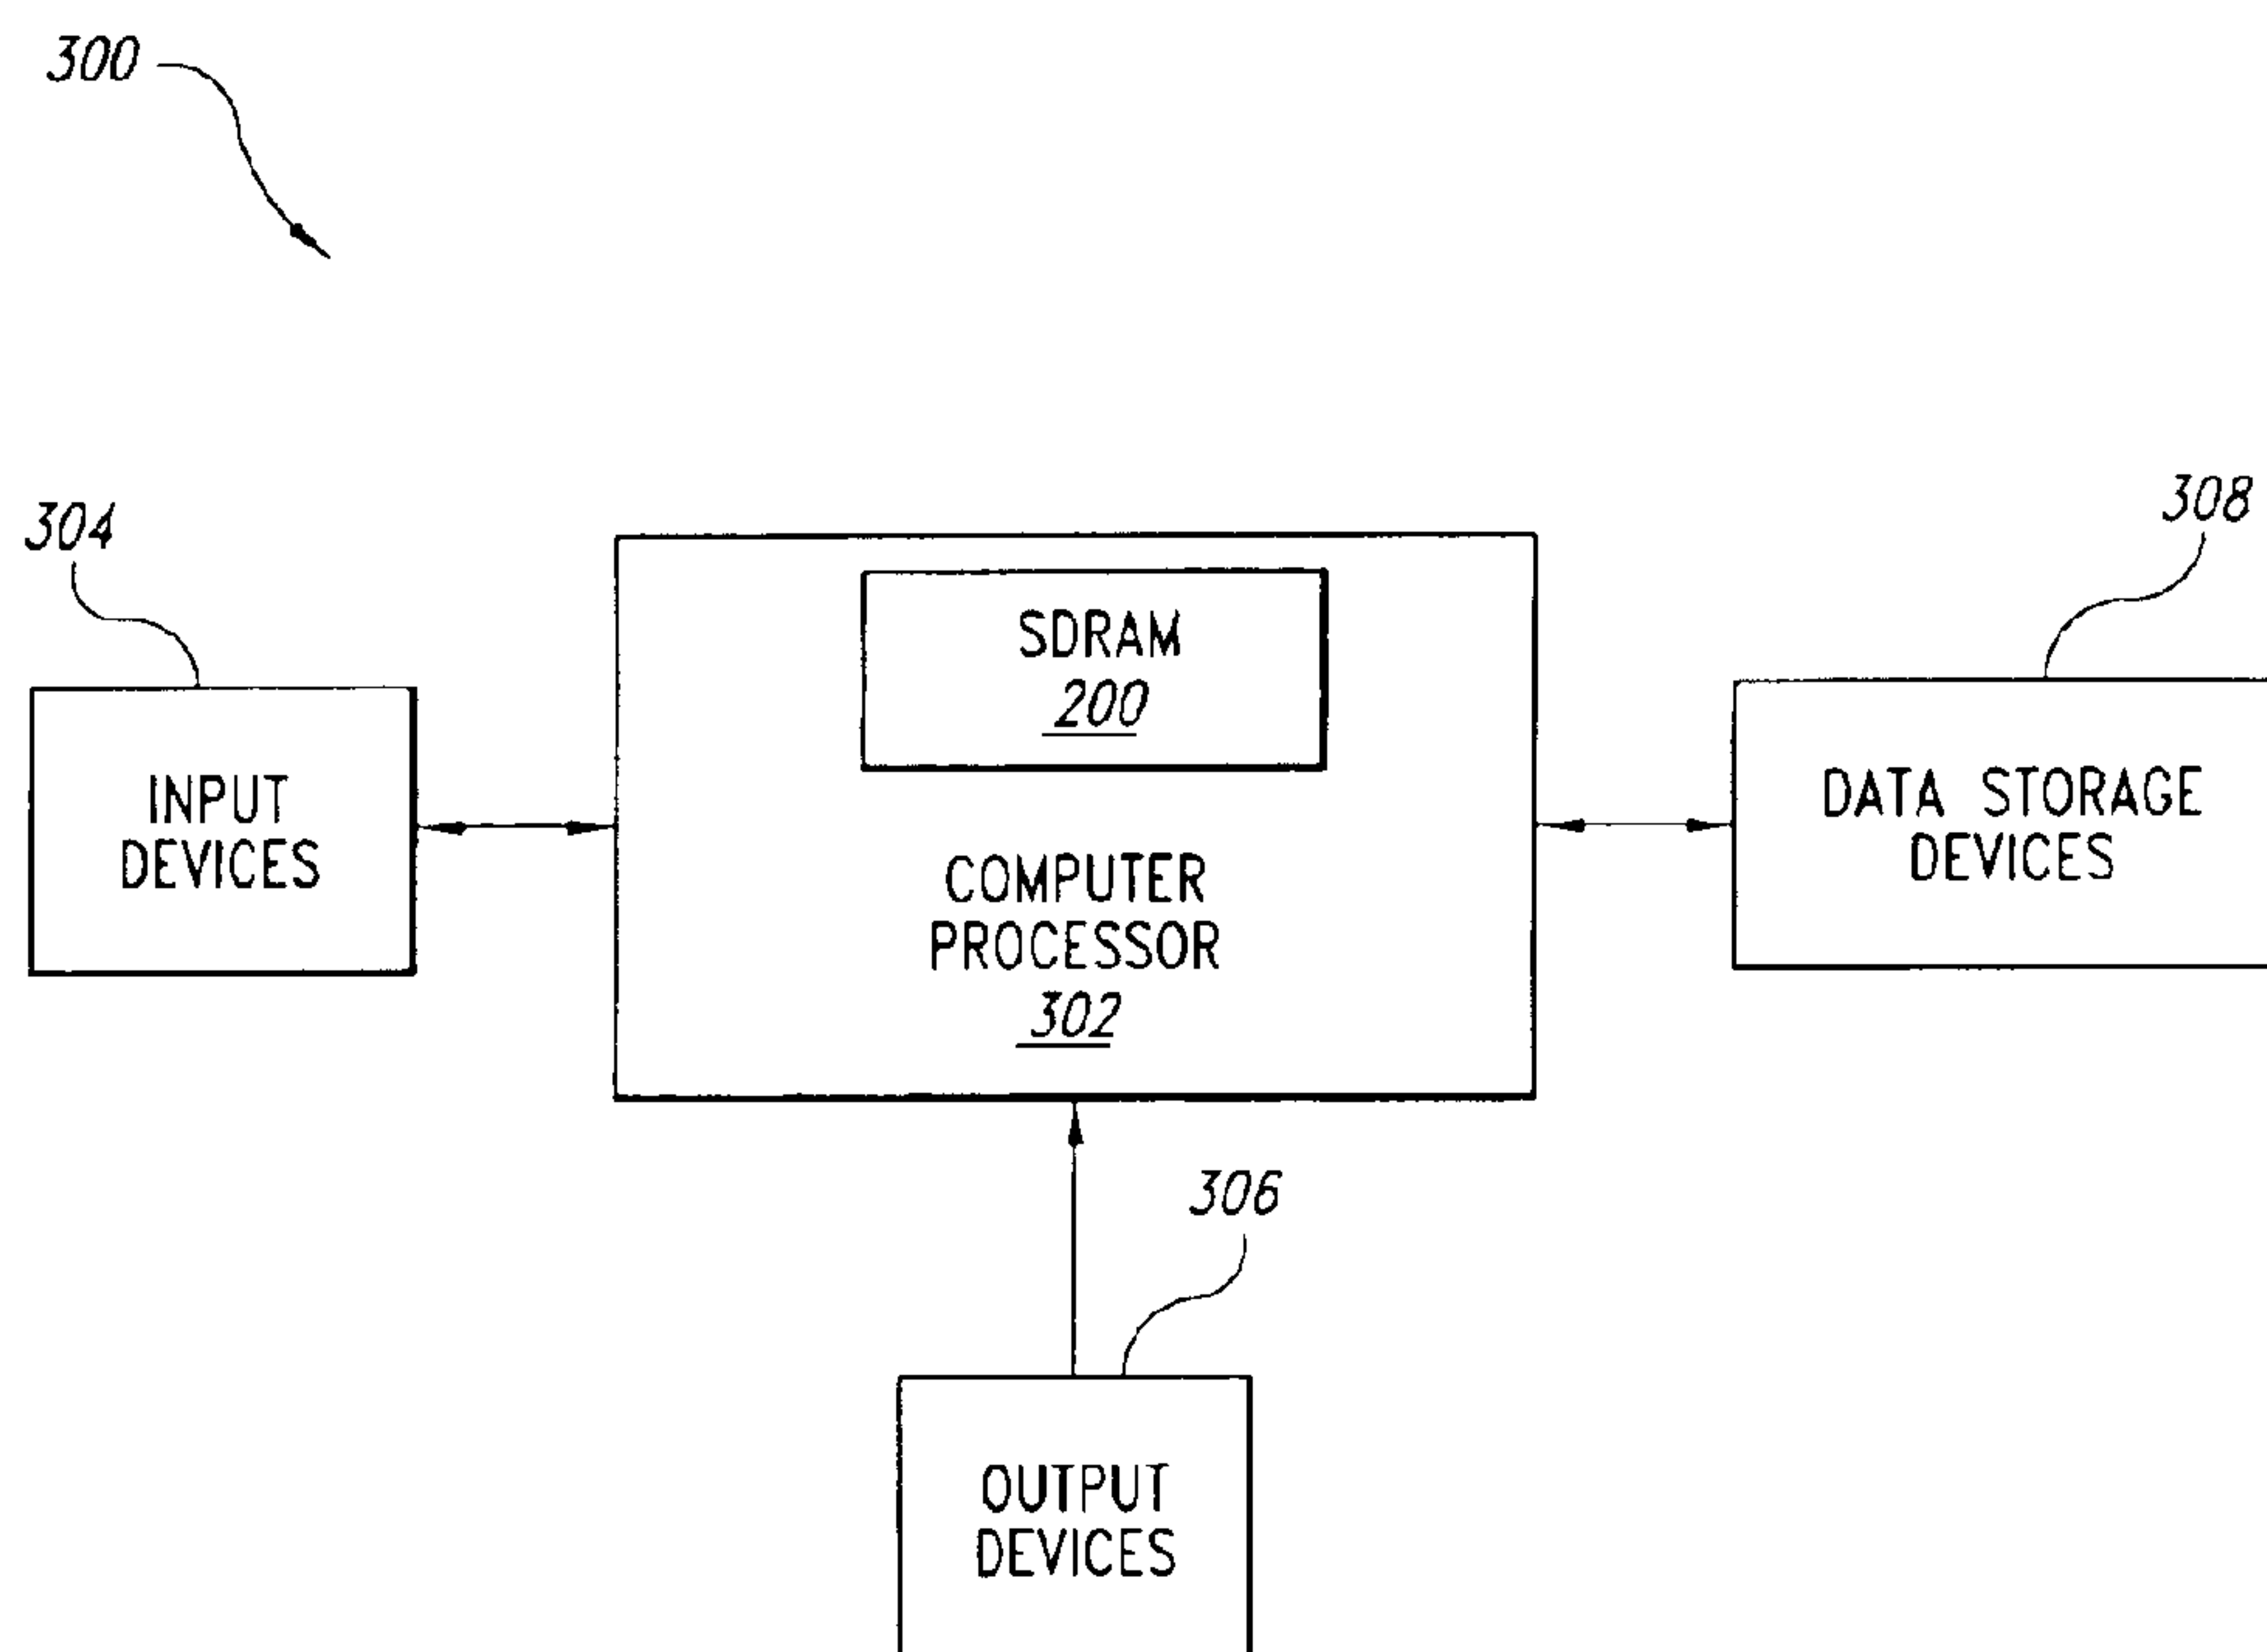 300
304
308
SDRAM
200
INPUT
DEVICES
DATA STORAGE
DEVICES
COMPUTER
PROCESSOR
302
306
OUTPUT
DEVICES